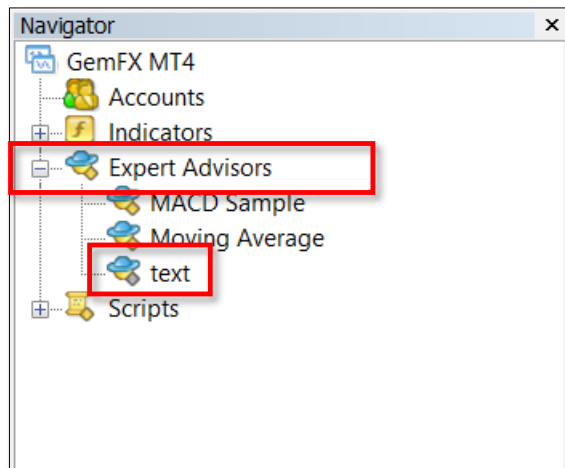 Navigator
GemFX MT4
Accounts
Indicators
Expert Advisors
MACD Sample
Moving Average
text
Scripts